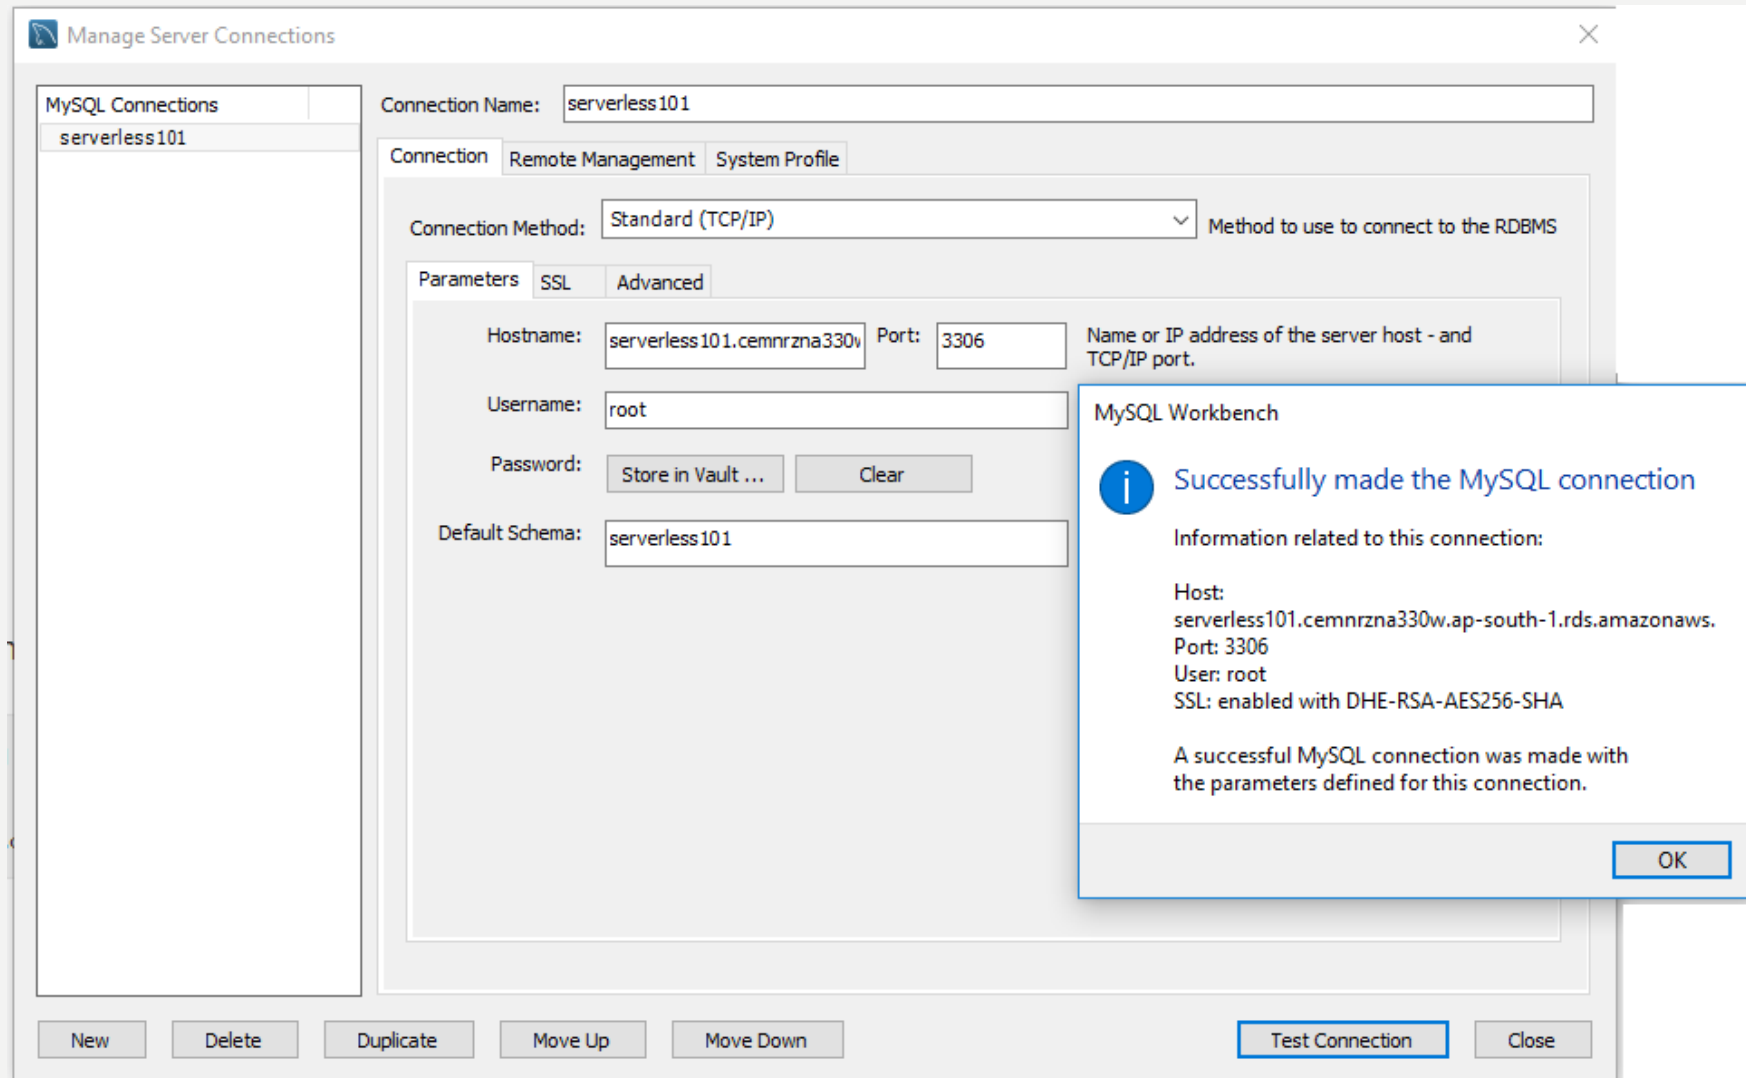 Manage Server Connections
MySQL Connections
serverless101
Connection Name: serverless101
Connection Remote Management System Profile
Connection Method: Standard (TCP/IP) Method to use to connect to the RDBMS
Parameters SSL Advanced
Hostname: serverless101.cemnrzna330w Port: 3306 Name or IP address of the server host - and
TCP/IP port.
Username: root
Password: Store in Vault ... Clear
Default Schema: serverless101
MySQL Workbench
Successfully made the MySQL connection
Information related to this connection:
Host:
serverless101.cemnrzna330w.ap-south-1.rds.amazonaws.
Port: 3306
User: root
SSL: enabled with DHE-RSA-AES256-SHA
A successful MySQL connection was made with
the parameters defined for this connection.
OK
New Delete Duplicate Move Up Move Down Test Connection Close